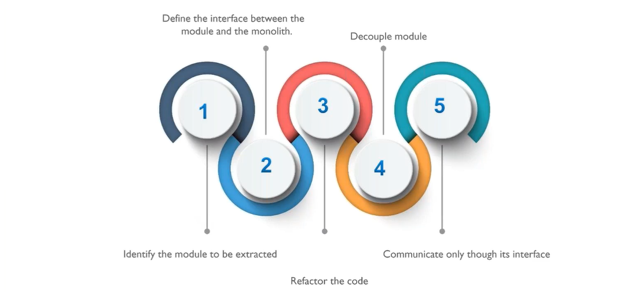 Define the interface between the
module and the monolith.
Decouple module
1
3
5
2
4
Identify the module to be extracted
Communicate only though its interface
Refactor the code